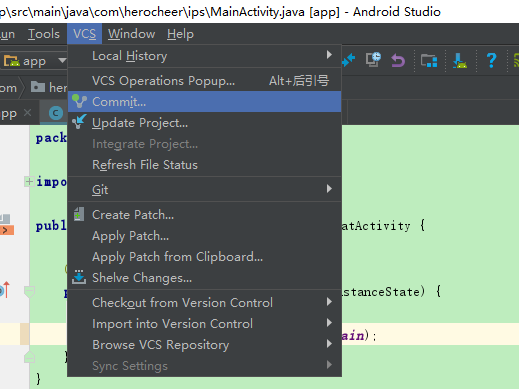 p\src\main\java\com\herocheer\ips\MainActivity.java [app] - Android Studio
un Tools VCS Window Help
app
Local History
VCS Operations Popup... Alt+后引号
om her
Commit...
app C
Update Project...
pack
Integrate Project...
Refresh File Status
impo
Git
Create Patch...
publ atActivity {
Apply Patch...
Apply Patch from Clipboard...
Shelve Changes...
p stanceState) {
Checkout from Version Control
Import into Version Control
ain);
Browse VCS Repository
}
Sync Settings
}